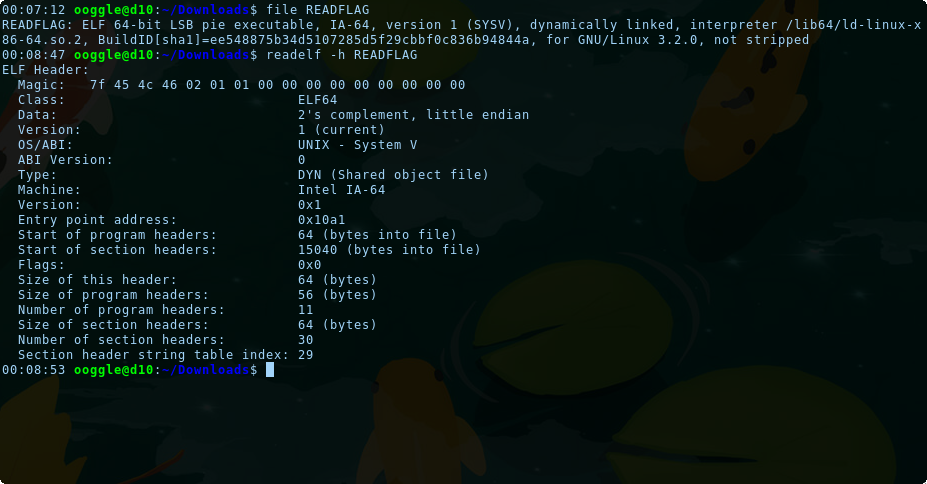 00:07:12 ooggle@d10:~/Downloads$ file READFLAG
READFLAG: ELF 64-bit LSB pie executable, IA-64, version 1 (SYSV), dynamically linked, interpreter /lib64/ld-linux-x
86-64.so.2, BuildID[sha1]=ee548875b34d5107285d5f29cbbf0c836b94844a, for GNU/Linux 3.2.0, not stripped
00:08:47 ooggle@d10:~/Downloads$ readelf -h READFLAG
ELF Header:
  Magic:   7f 45 4c 46 02 01 01 00 00 00 00 00 00 00 00 00
  Class:                             ELF64
  Data:                              2's complement, little endian
  Version:                           1 (current)
  OS/ABI:                            UNIX - System V
  ABI Version:                       0
  Type:                              DYN (Shared object file)
  Machine:                           Intel IA-64
  Version:                           0x1
  Entry point address:               0x10a1
  Start of program headers:          64 (bytes into file)
  Start of section headers:          15040 (bytes into file)
  Flags:                             0x0
  Size of this header:               64 (bytes)
  Size of program headers:           56 (bytes)
  Number of program headers:         11
  Size of section headers:           64 (bytes)
  Number of section headers:         30
  Section header string table index: 29
00:08:53 ooggle@d10:~/Downloads$